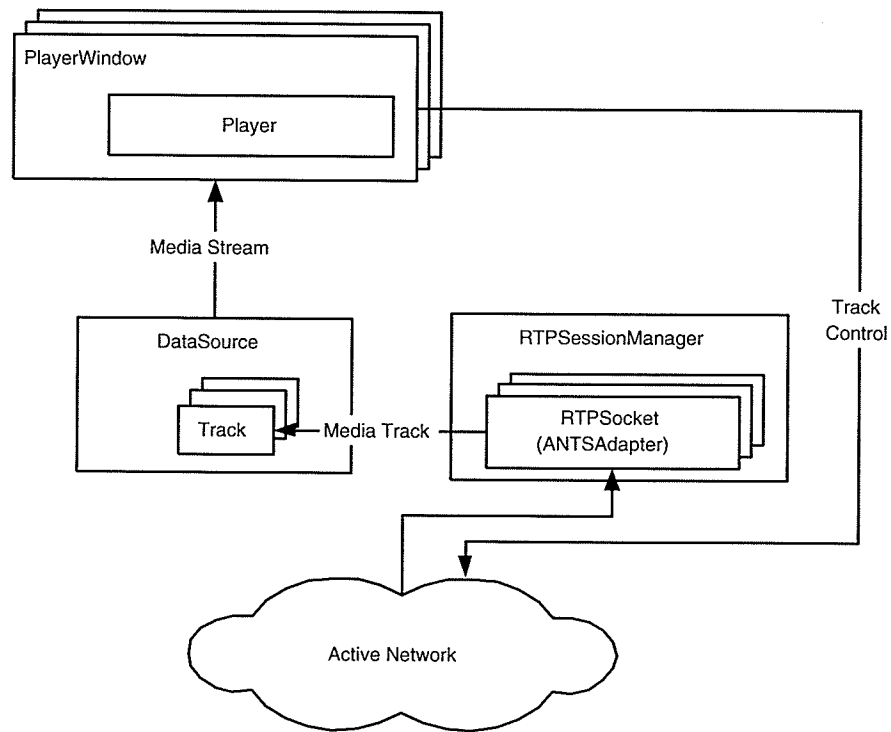 PlayerWindow
Player
Media Stream
Track
Control
DataSource
RTPSessionManager
Track
Media Track
RTPSocket
(ANTSAdapter)
Active Network